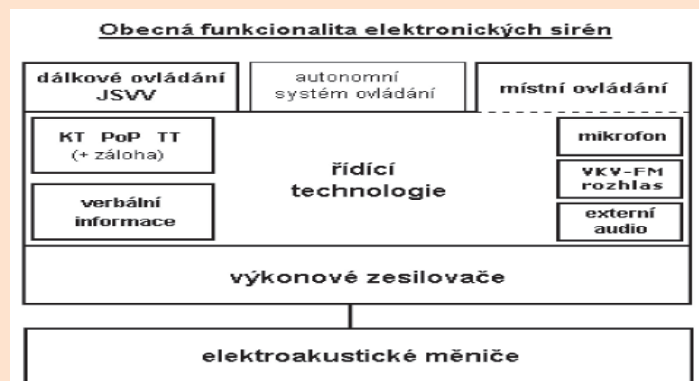 Obecná funkcionalita elektronických sirén
dálkové ovládání
JSVV
autonomní
systém ovládání
místní ovládání
KT PoP TT
(+ záloha)
verbální
informace
řídící
technologie
mikrofon
VKV-FM
rozhlas
externí
audio
výkonové zesilovače
elektroakustické měniče